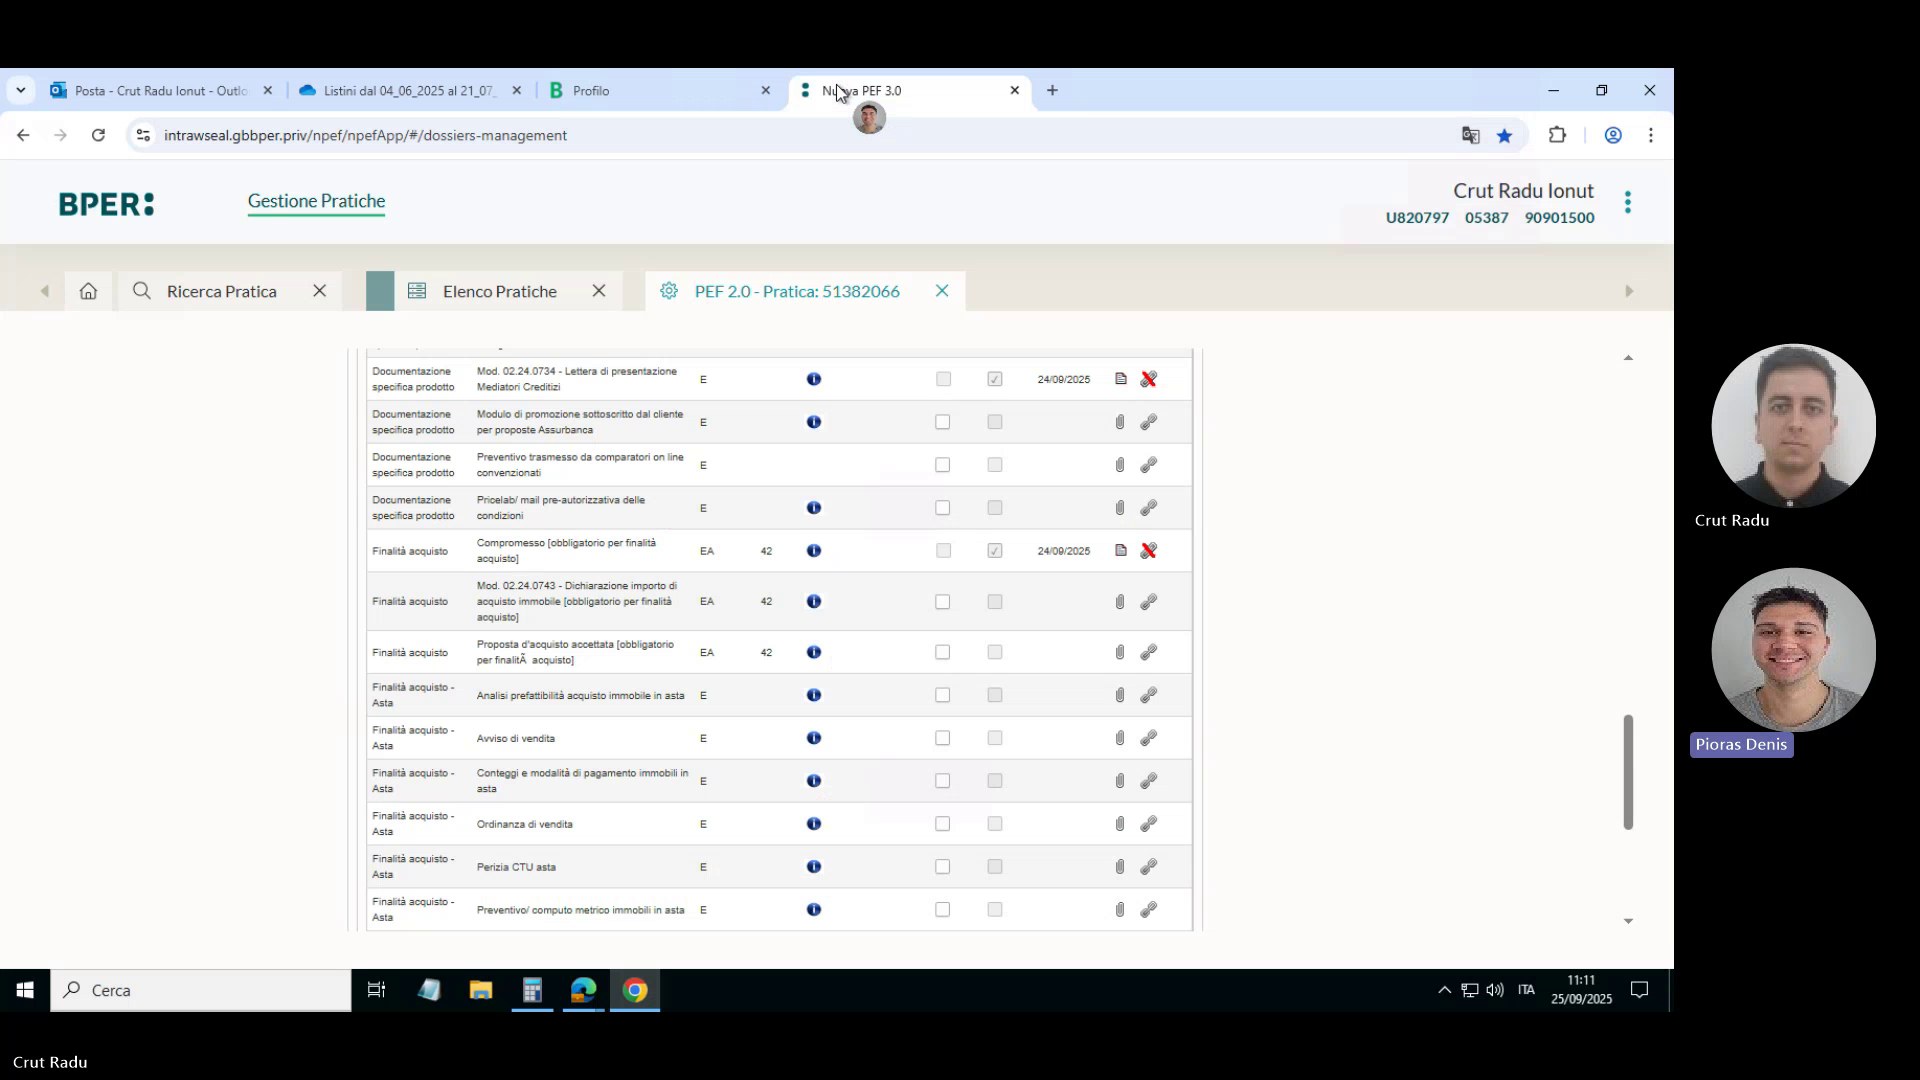 Posta - Crut Radu Ionut - Outlo
Listini dal 04_06_2025 al 21_07_
Profilo
Nuova PEF 3.0
intrawseal.gbbper.priv/npef/npefApp/#/dossiers-management
BPER:
Gestione Pratiche
Crut Radu Ionut
U820797 05387 90901500
Ricerca Pratica
Elenco Pratiche
PEF 2.0 - Pratica: 51382066
Documentazione specifica prodotto
Mod. 02.24.0734 - Lettera di presentazione Mediatori Creditizi
E
24/09/2025
Documentazione specifica prodotto
Modulo di promozione sottoscritto dal cliente per proposte Assurbanca
E
Documentazione specifica prodotto
Preventivo trasmesso da comparatori on line convenzionati
E
Documentazione specifica prodotto
Pricelab/ mail pre-autorizzativa delle condizioni
E
Finalità acquisto
Compromesso [obbligatorio per finalità acquisto]
EA 42
24/09/2025
Finalità acquisto
Mod. 02.24.0743 - Dichiarazione importo di acquisto immobile [obbligatorio per finalità acquisto]
EA 42
Finalità acquisto
Proposta d'acquisto accettata [obbligatorio per finalitÃ acquisto]
EA 42
Finalità acquisto - Asta
Analisi prefattibilità acquisto immobile in asta
E
Finalità acquisto - Asta
Avviso di vendita
E
Finalità acquisto - Asta
Conteggi e modalità di pagamento immobili in asta
E
Finalità acquisto - Asta
Ordinanza di vendita
E
Finalità acquisto - Asta
Perizia CTU asta
E
Finalità acquisto - Asta
Preventivo/ computo metrico immobili in asta
E
Cerca
ITA
11:11
25/09/2025
Crut Radu
Pioras Denis
Crut Radu